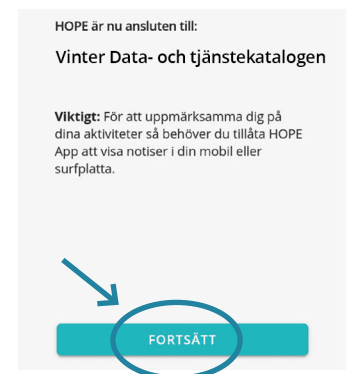 HOPE är nu ansluten till:
Vinter Data- och tjänstekatalogen
Viktigt: För att uppmärksamma dig på
dina aktiviteter så behöver du tillåta HOPE
App att visa notiser i din mobil eller
surfplatta.
FORTSÄTT